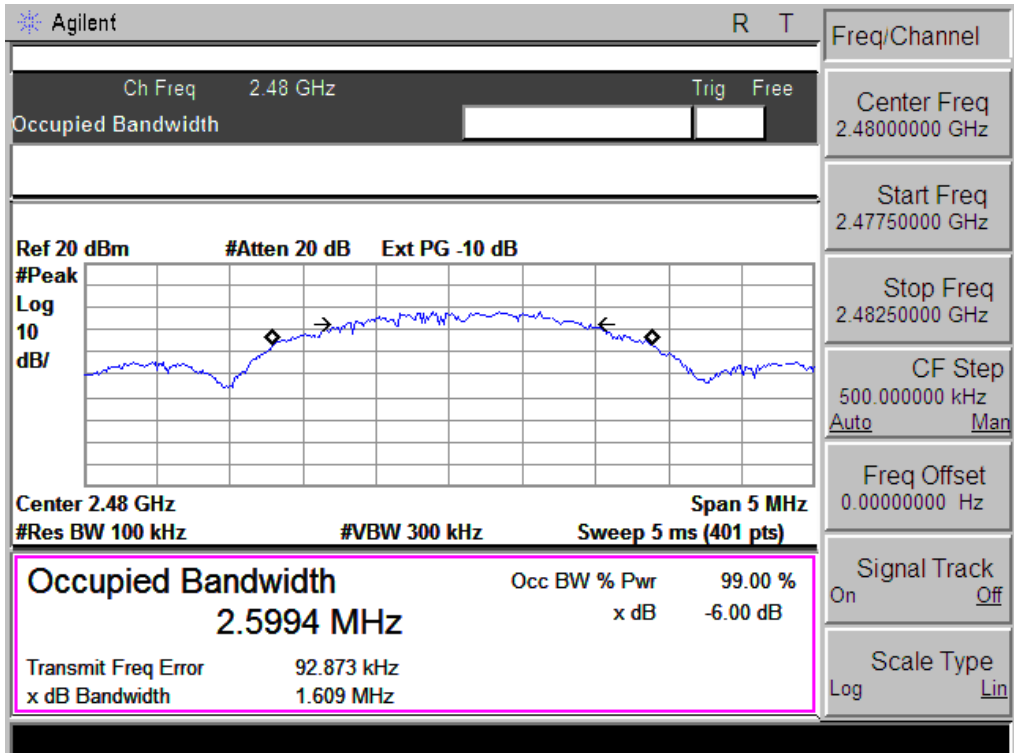 Agilent R T
Ch Freq 2.48 GHz Trig Free
Occupied Bandwidth
Ref 20 dBm #Atten 20 dB Ext PG -10 dB
#Peak
Log
10
dB/
Center 2.48 GHz Span 5 MHz
#Res BW 100 kHz #VBW 300 kHz Sweep 5 ms (401 pts)
Occupied Bandwidth Occ BW % Pwr 99.00 %
2.5994 MHz x dB -6.00 dB
Transmit Freq Error 92.873 kHz
x dB Bandwidth 1.609 MHz
Freq/Channel
Center Freq
2.48000000 GHz
Start Freq
2.47750000 GHz
Stop Freq
2.48250000 GHz
CF Step
500.000000 kHz
Auto Man
Freq Offset
0.00000000 Hz
Signal Track
On Off
Scale Type
Log Lin